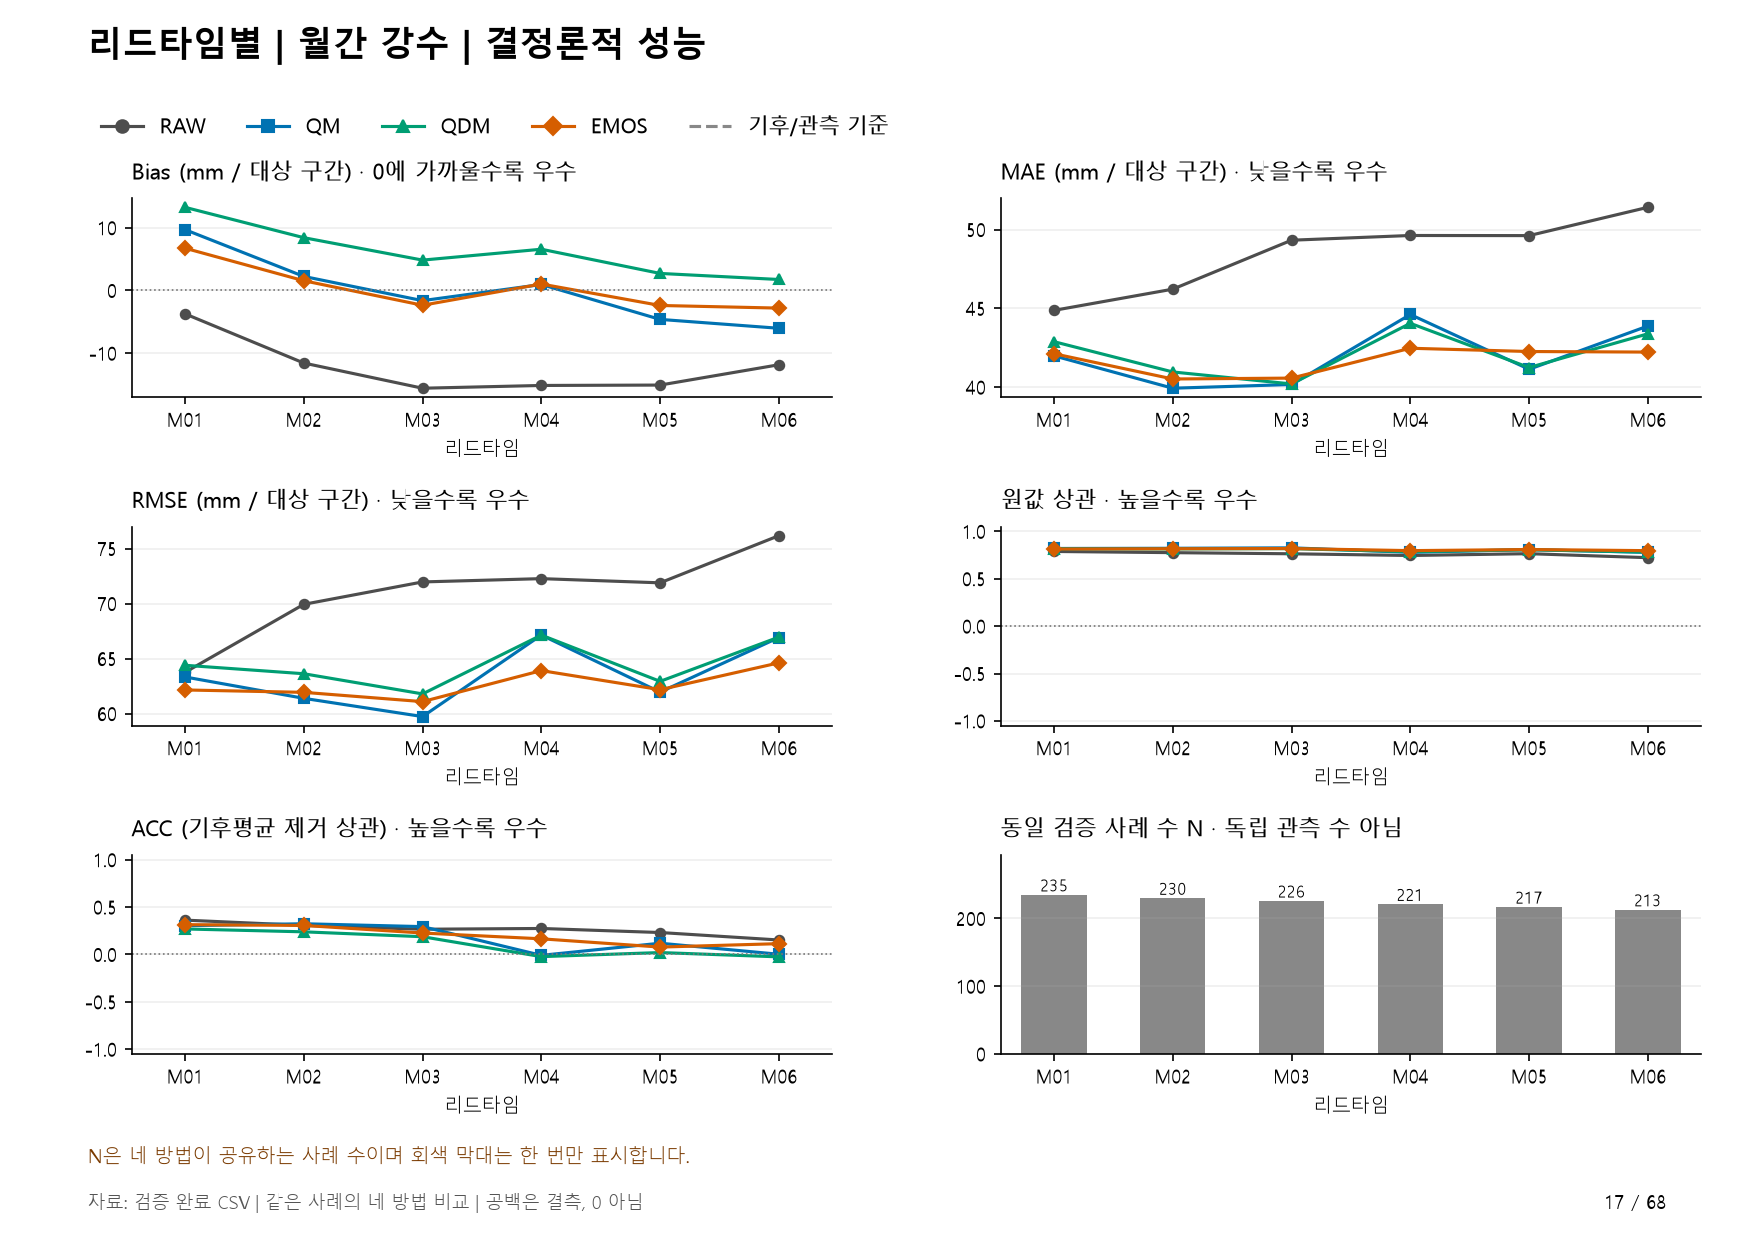 리드타임별 | 월간 강수 | 결정론적 성능
RAW QM QDM EMOS 기후/관측 기준
Bias (mm / 대상 구간) · 0에 가까울수록 우수
10
0
-10
M01 M02 M03 M04 M05 M06
리드타임
MAE (mm / 대상 구간) · 낮을수록 우수
50
45
40
M01 M02 M03 M04 M05 M06
리드타임
RMSE (mm / 대상 구간) · 낮을수록 우수
75
70
65
60
M01 M02 M03 M04 M05 M06
리드타임
원값 상관 · 높을수록 우수
1.0
0.5
0.0
-0.5
-1.0
M01 M02 M03 M04 M05 M06
리드타임
ACC (기후평균 제거 상관) · 높을수록 우수
1.0
0.5
0.0
-0.5
-1.0
M01 M02 M03 M04 M05 M06
리드타임
동일 검증 사례 수 N · 독립 관측 수 아님
235 230 226 221 217 213
200
100
0
M01 M02 M03 M04 M05 M06
리드타임
N은 네 방법이 공유하는 사례 수이며 회색 막대는 한 번만 표시합니다.
자료: 검증 완료 CSV | 같은 사례의 네 방법 비교 | 공백은 결측, 0 아님
17 / 68